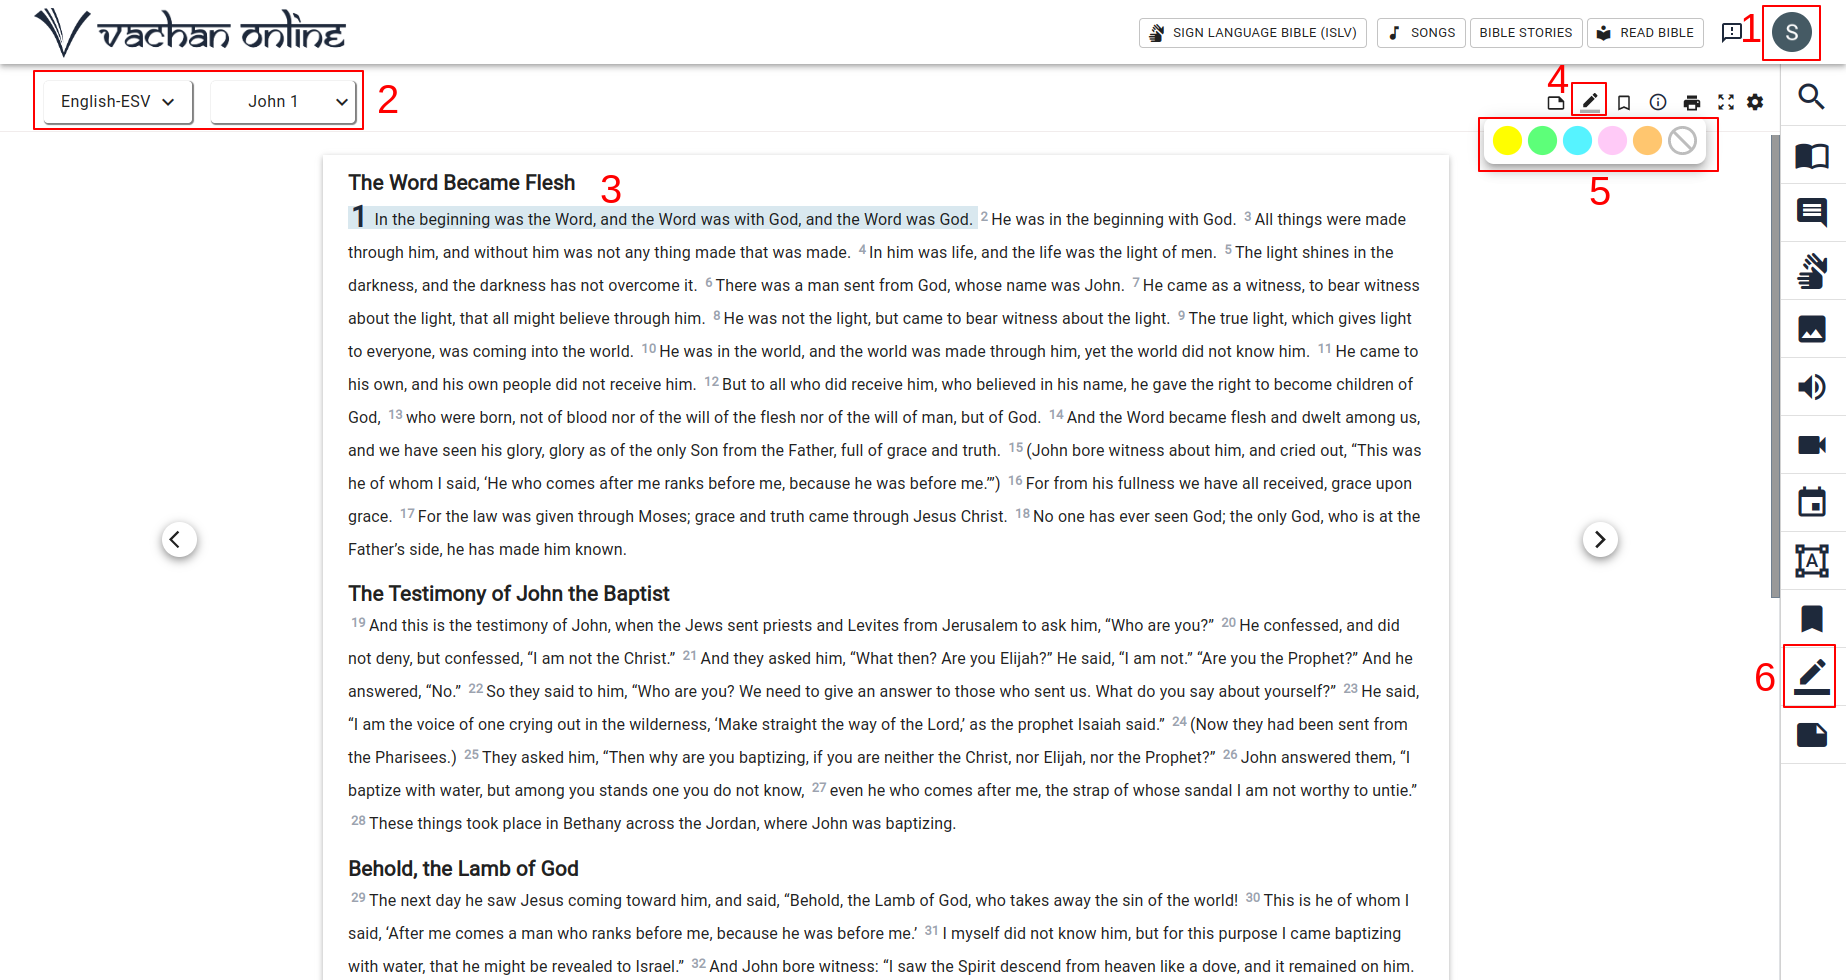 vachan online
SIGN LANGUAGE BIBLE (ISLV)
SONGS
BIBLE STORIES
READ BIBLE
1
S
English-ESV
John 1
2
4
5
The Word Became Flesh
3
1 In the beginning was the Word, and the Word was with God, and the Word was God. 2 He was in the beginning with God. 3 All things were made
through him, and without him was not any thing made that was made. 4 In him was life, and the life was the light of men. 5 The light shines in the
darkness, and the darkness has not overcome it. 6 There was a man sent from God, whose name was John. 7 He came as a witness, to bear witness
about the light, that all might believe through him. 8 He was not the light, but came to bear witness about the light. 9 The true light, which gives light
to everyone, was coming into the world. 10 He was in the world, and the world was made through him, yet the world did not know him. 11 He came to
his own, and his own people did not receive him. 12 But to all who did receive him, who believed in his name, he gave the right to become children of
God, 13 who were born, not of blood nor of the will of the flesh nor of the will of man, but of God. 14 And the Word became flesh and dwelt among us,
and we have seen his glory, glory as of the only Son from the Father, full of grace and truth. 15 (John bore witness about him, and cried out, “This was
he of whom I said, ‘He who comes after me ranks before me, because he was before me.’”) 16 For from his fullness we have all received, grace upon
grace. 17 For the law was given through Moses; grace and truth came through Jesus Christ. 18 No one has ever seen God; the only God, who is at the
Father’s side, he has made him known.
The Testimony of John the Baptist
19 And this is the testimony of John, when the Jews sent priests and Levites from Jerusalem to ask him, “Who are you?” 20 He confessed, and did
not deny, but confessed, “I am not the Christ.” 21 And they asked him, “What then? Are you Elijah?” He said, “I am not.” “Are you the Prophet?” And he
answered, “No.” 22 So they said to him, “Who are you? We need to give an answer to those who sent us. What do you say about yourself?” 23 He said,
“I am the voice of one crying out in the wilderness, ‘Make straight the way of the Lord,’ as the prophet Isaiah said.” 24 (Now they had been sent from
the Pharisees.) 25 They asked him, “Then why are you baptizing, if you are neither the Christ, nor Elijah, nor the Prophet?” 26 John answered them, “I
baptize with water, but among you stands one you do not know, 27 even he who comes after me, the strap of whose sandal I am not worthy to untie.”
28 These things took place in Bethany across the Jordan, where John was baptizing.
Behold, the Lamb of God
29 The next day he saw Jesus coming toward him, and said, “Behold, the Lamb of God, who takes away the sin of the world! 30 This is he of whom I
said, ‘After me comes a man who ranks before me, because he was before me.’ 31 I myself did not know him, but for this purpose I came baptizing
with water, that he might be revealed to Israel.” 32 And John bore witness: “I saw the Spirit descend from heaven like a dove, and it remained on him.
A
6